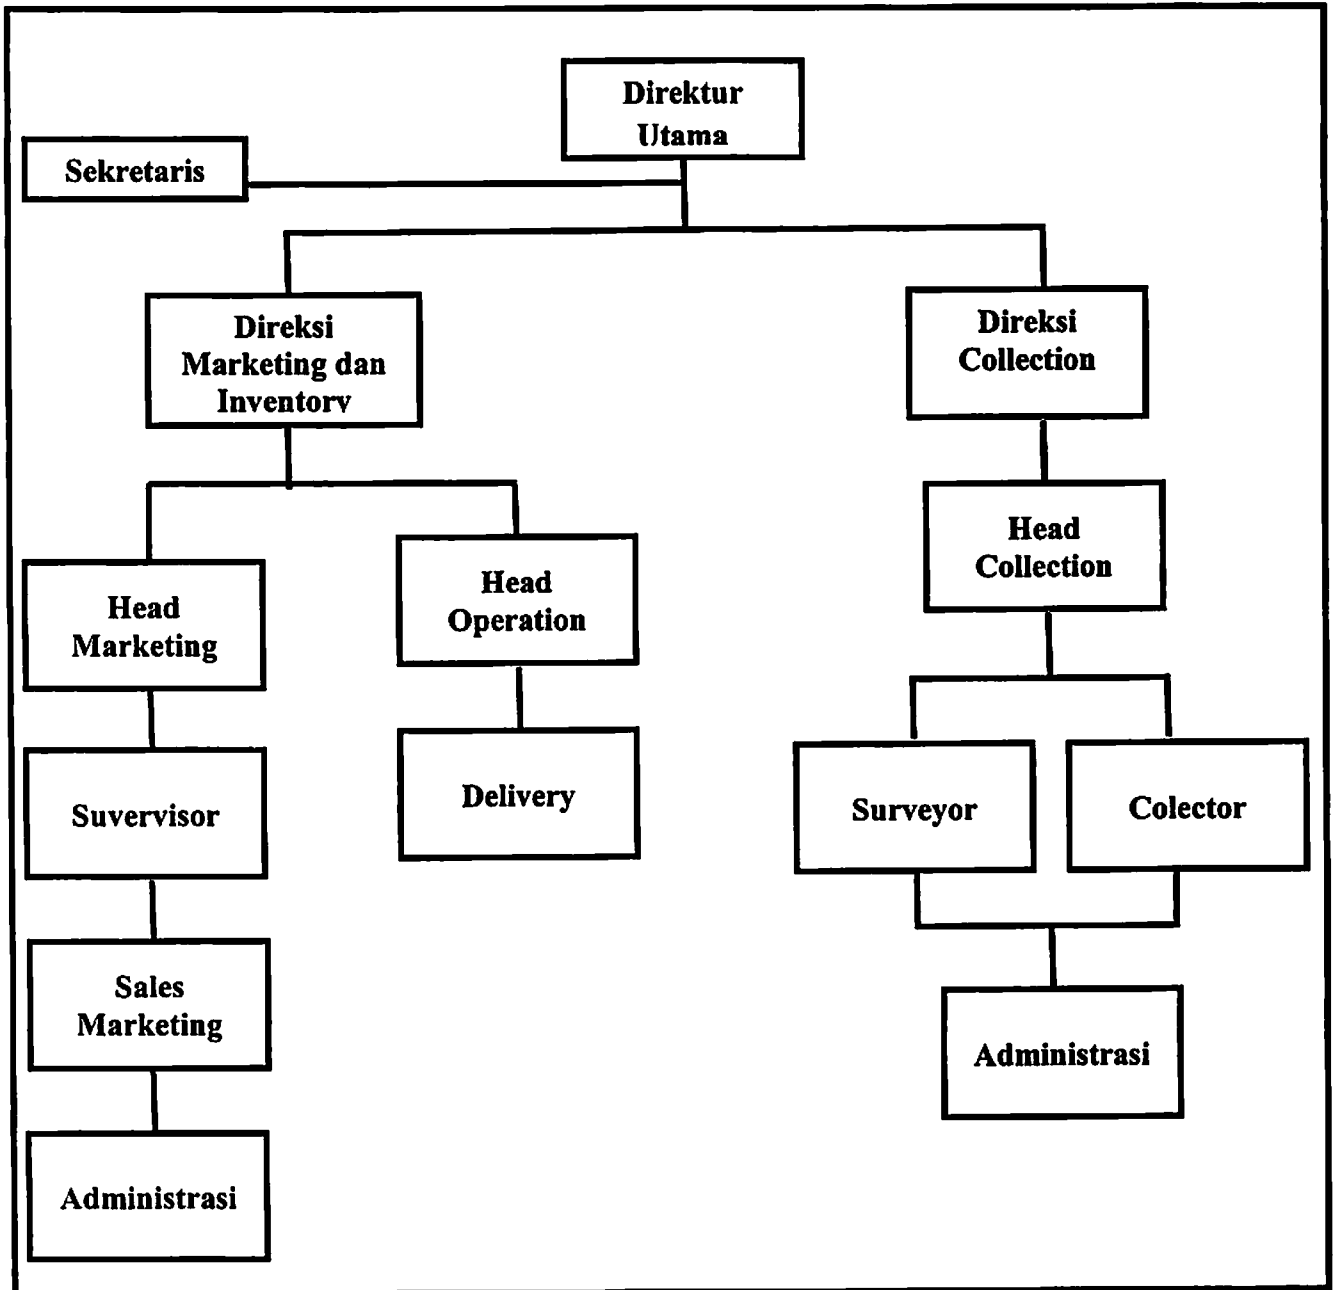 Direktur
Utama
Sekretaris
Direksi
Marketing dan
Inventory
Direksi
Collection
Head
Marketing
Head
Operation
Head
Collection
Suvervisor
Delivery
Surveyor
Colector
Sales
Marketing
Administrasi
Administrasi